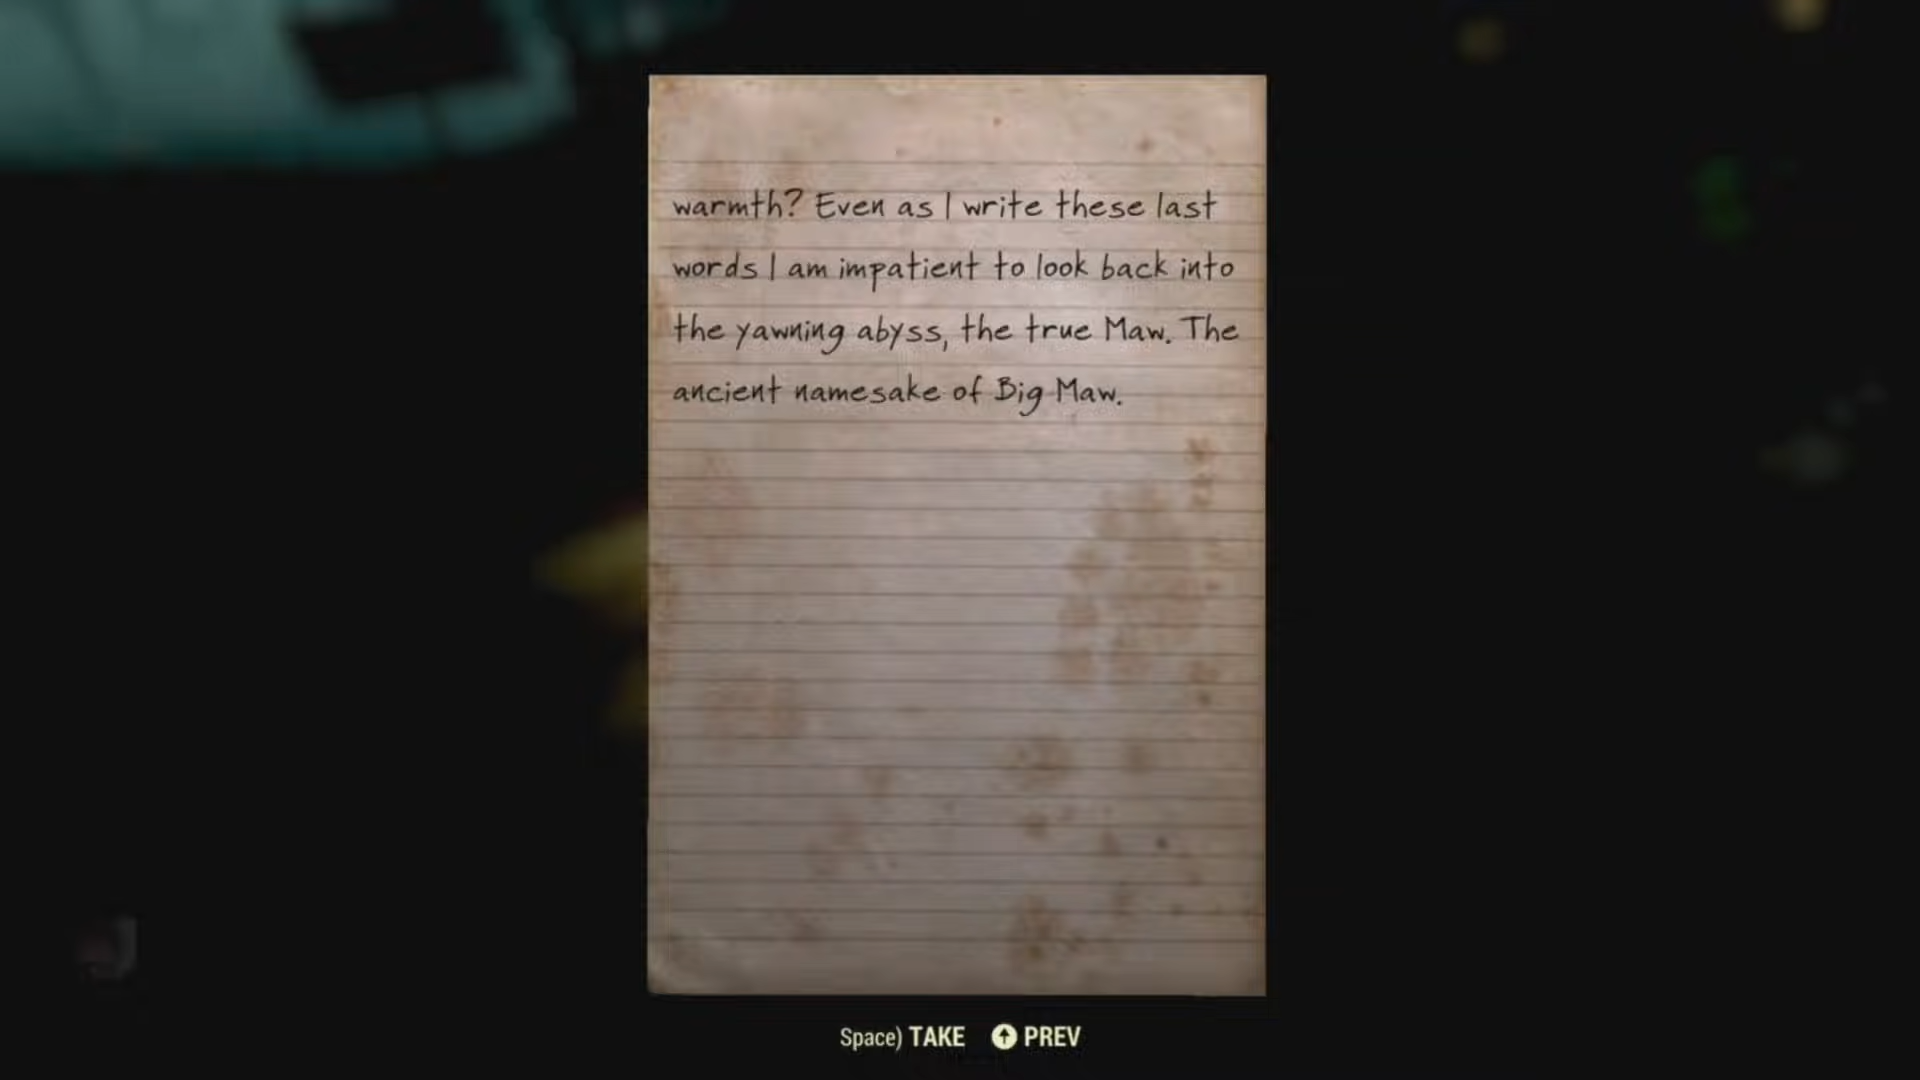 warmth? Even as I write these last
words I am impatient to look back into
the yawning abyss, the true Maw. The
ancient namesake of Big Maw.
Space) TAKE PREV